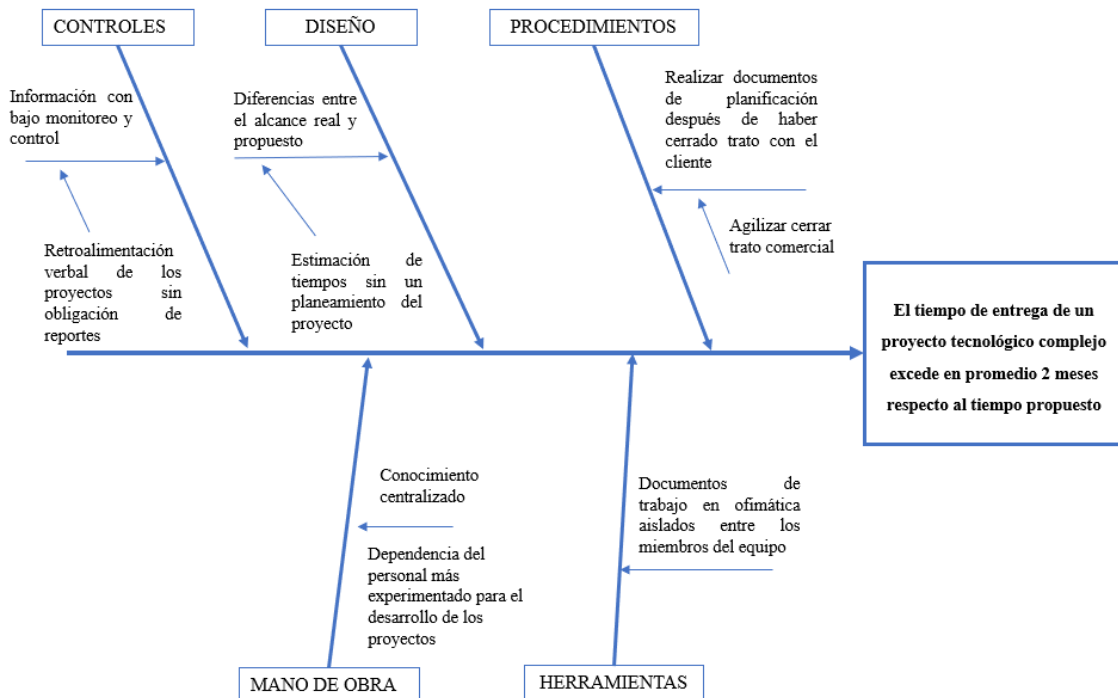 CONTROLES
DISEÑO
PROCEDIMIENTOS
Información con
bajo monitoreo y
control
Retroalimentación
verbal de los
proyectos sin
obligación de
reportes
Diferencias entre
el alcance real y
propuesto
Estimación de
tiempos sin un
planeamiento del
proyecto
Realizar documentos
de planificación
después de haber
cerrado trato con el
cliente
Agilizar cerrar
trato comercial
El tiempo de entrega de un
proyecto tecnológico complejo
excede en promedio 2 meses
respecto al tiempo propuesto
Conocimiento
centralizado
Dependencia del
personal más
experimentado para el
desarrollo de los
proyectos
Documentos de
trabajo en ofimática
aislados entre los
miembros del equipo
MANO DE OBRA
HERRAMIENTAS